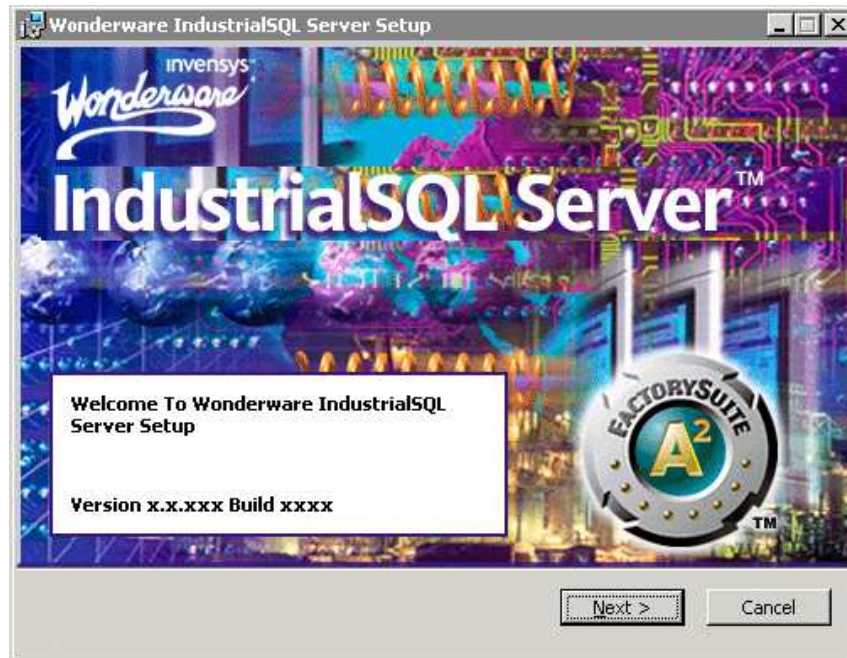 Wonderware IndustrialSQL Server Setup
invensys
Wonderware
IndustrialSQL Server™
Welcome To Wonderware IndustrialSQL
Server Setup
Version x.x.xxx Build xxxx
FACTORYSUITE
A²
TM
Next >
Cancel